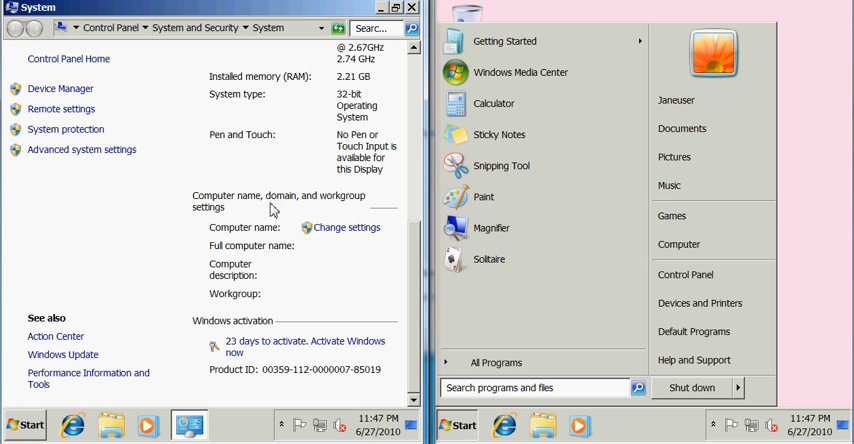 System
Control Panel
System and Security
System
Searc...
Control Panel Home
Device Manager
Remote settings
System protection
Advanced system settings
See also
Action Center
Windows Update
Performance Information and
Tools
@ 2.67GHz
2.74 GHz
Installed memory (RAM):
2.21 GB
System type:
32-bit
Operating
System
Pen and Touch:
No Pen or
Touch Input is
available for
this Display
Computer name, domain, and workgroup
settings
Computer name:
Change settings
Full computer name:
Computer
description:
Workgroup:
Windows activation
23 days to activate. Activate Windows
now
Product ID: 00359-112-0000007-85019
Start
11:47 PM
6/27/2010
Getting Started
Windows Media Center
Calculator
Sticky Notes
Snipping Tool
Paint
Magnifier
Solitaire
All Programs
Search programs and files
Janeuser
Documents
Pictures
Music
Games
Computer
Control Panel
Devices and Printers
Default Programs
Help and Support
Shut down
Start
11:47 PM
6/27/2010